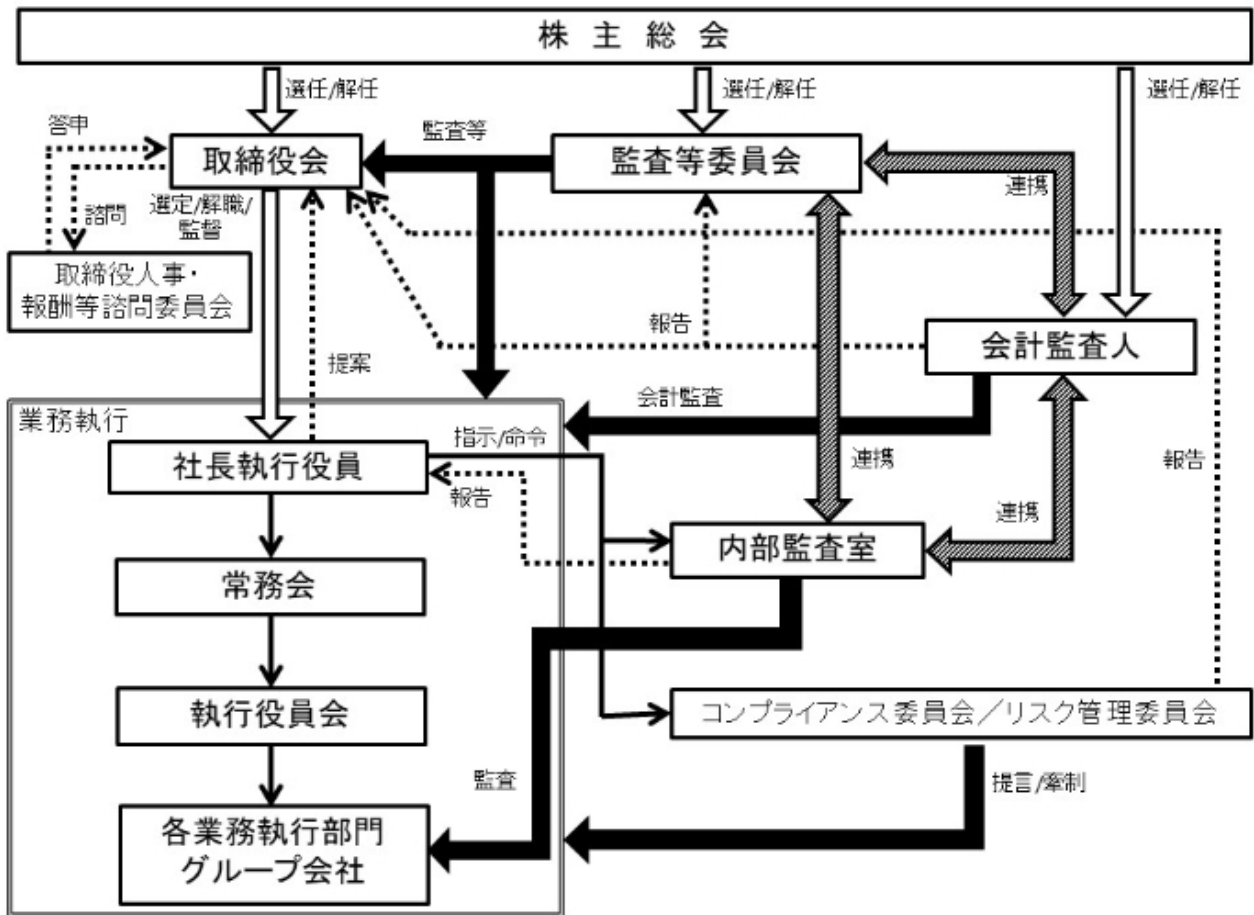 株主総会
選任/解任
選任/解任
選任/解任
答申
監査等
取締役会
監査等委員会
連携
諮問
選定/解職/
監督
取締役人事・
報酬等諮問委員会
報告
会計監査人
提案
会計監査
業務執行
指示/命令
社長執行役員
連携
報告
報告
連携
内部監査室
常務会
執行役員会
コンプライアンス委員会／リスク管理委員会
監査
提言/牽制
各業務執行部門
グループ会社